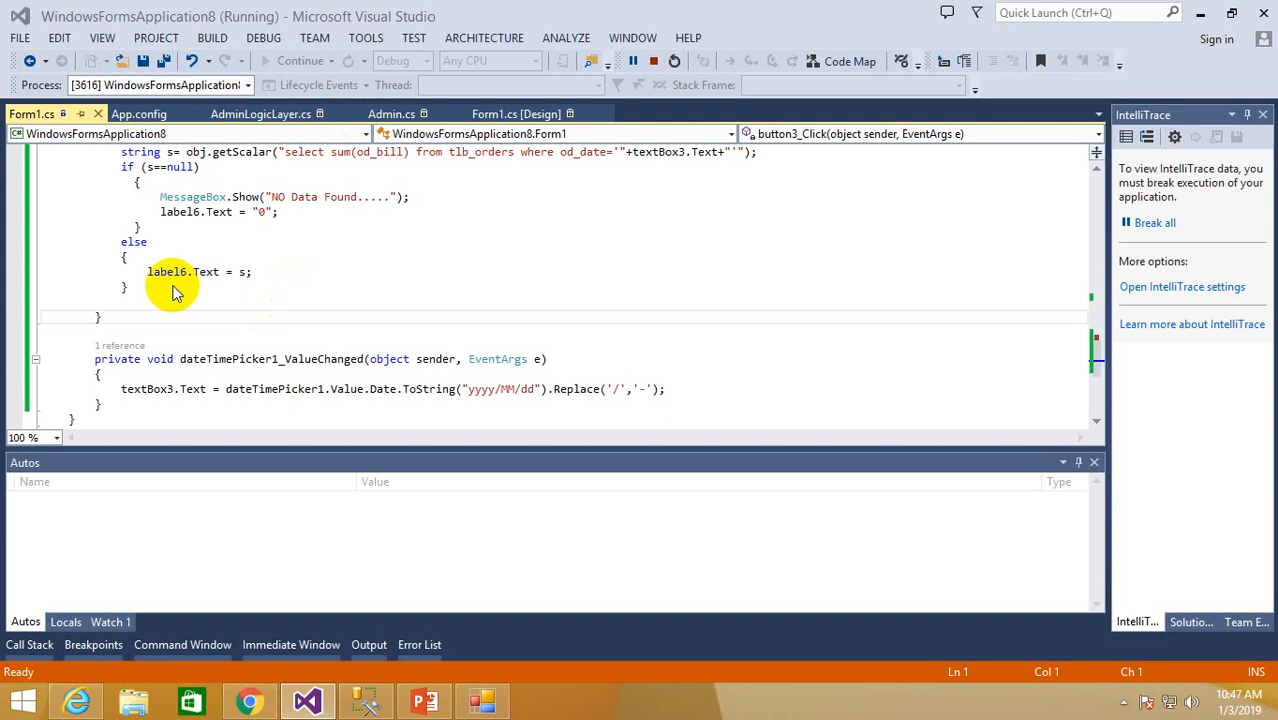 WindowsFormsApplication8 (Running) - Microsoft Visual Studio
Quick Launch (Ctrl+Q)
FILE EDIT VIEW PROJECT BUILD DEBUG TEAM TOOLS TEST ARCHITECTURE ANALYZE WINDOW HELP
Sign in
Continue Debug Any CPU Code Map
Process: [3616] WindowsFormsApplication Lifecycle Events Thread: Stack Frame:
Form1.cs App.config AdminLogicLayer.cs Admin.cs Form1.cs [Design]
WindowsFormsApplication8 WindowsFormsApplication8.Form1 button3_Click(object sender, EventArgs e)
string s= obj.getScalar("select sum(od_bill) from tlb_orders where od_date='"+textBox3.Text+"'");
if (s==null)
{
MessageBox.Show("NO Data Found.....");
label6.Text = "0";
}
else
{
label6.Text = s;
}
}
1 reference
private void dateTimePicker1_ValueChanged(object sender, EventArgs e)
{
textBox3.Text = dateTimePicker1.Value.Date.ToString("yyyy/MM/dd").Replace('/','-');
}
}
100 %
IntelliTrace
To view IntelliTrace data, you
must break execution of your
application.
Break all
More options:
Open IntelliTrace settings
Learn more about IntelliTrace
Autos
Name Value Type
Autos Locals Watch 1
IntelliT... Solutio... Team E...
Call Stack Breakpoints Command Window Immediate Window Output Error List
Ready Ln 1 Col 1 Ch 1 INS
10:47 AM
1/3/2019